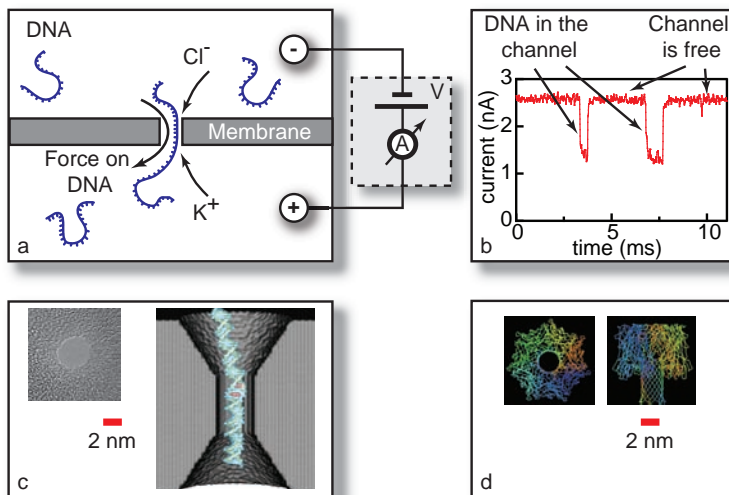 DNA
Cl-
-
Membrane
Force on
DNA
K+
+
V
A
a
DNA in the
channel
Channel
is free
current (nA)
3
2
1
0
0
5
10
time (ms)
b
2 nm
c
2 nm
d